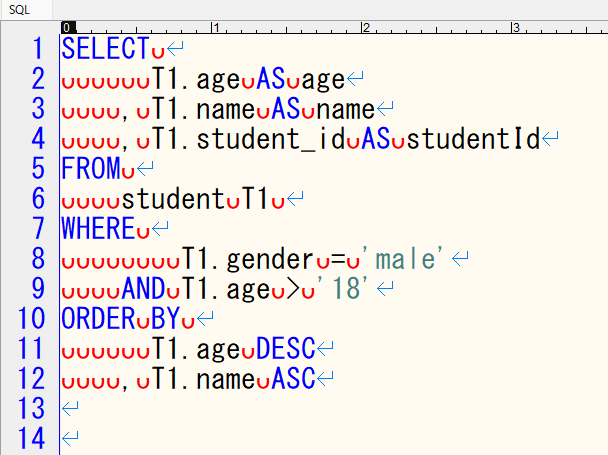 SQL
0 1 2 3
1 SELECT
2       T1.age AS age
3     , T1.name AS name
4     , T1.student_id AS studentId
5 FROM
6     student T1
7 WHERE
8         T1.gender = 'male'
9     AND T1.age > '18'
10 ORDER BY
11       T1.age DESC
12     , T1.name ASC
13
14